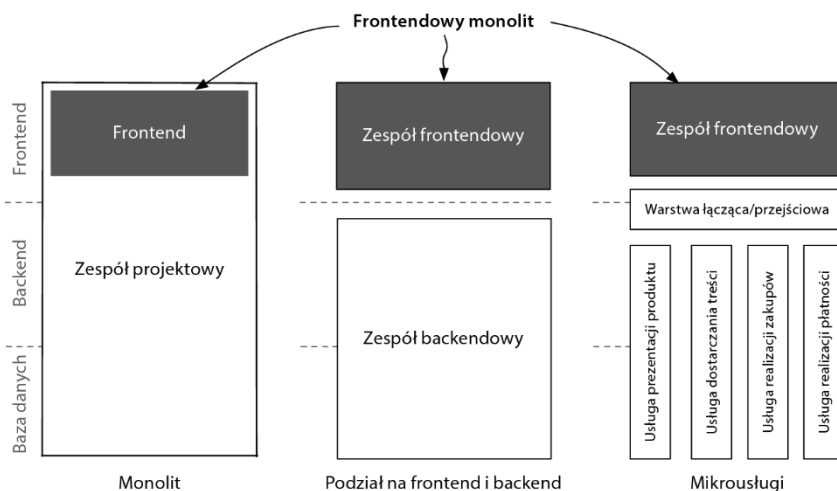 Frontendowy monolit
Frontend
Backend
Baza danych
Frontend
Zespół projektowy
Monolit
Zespół frontendowy
Zespół backendowy
Podział na frontend i backend
Zespół frontendowy
Warstwa łącząca/przejściowa
Usługa prezentacji produktu
Usługa dostarczania treści
Usługa realizacji zakupów
Usługa realizacji płatności
Mikrousługi